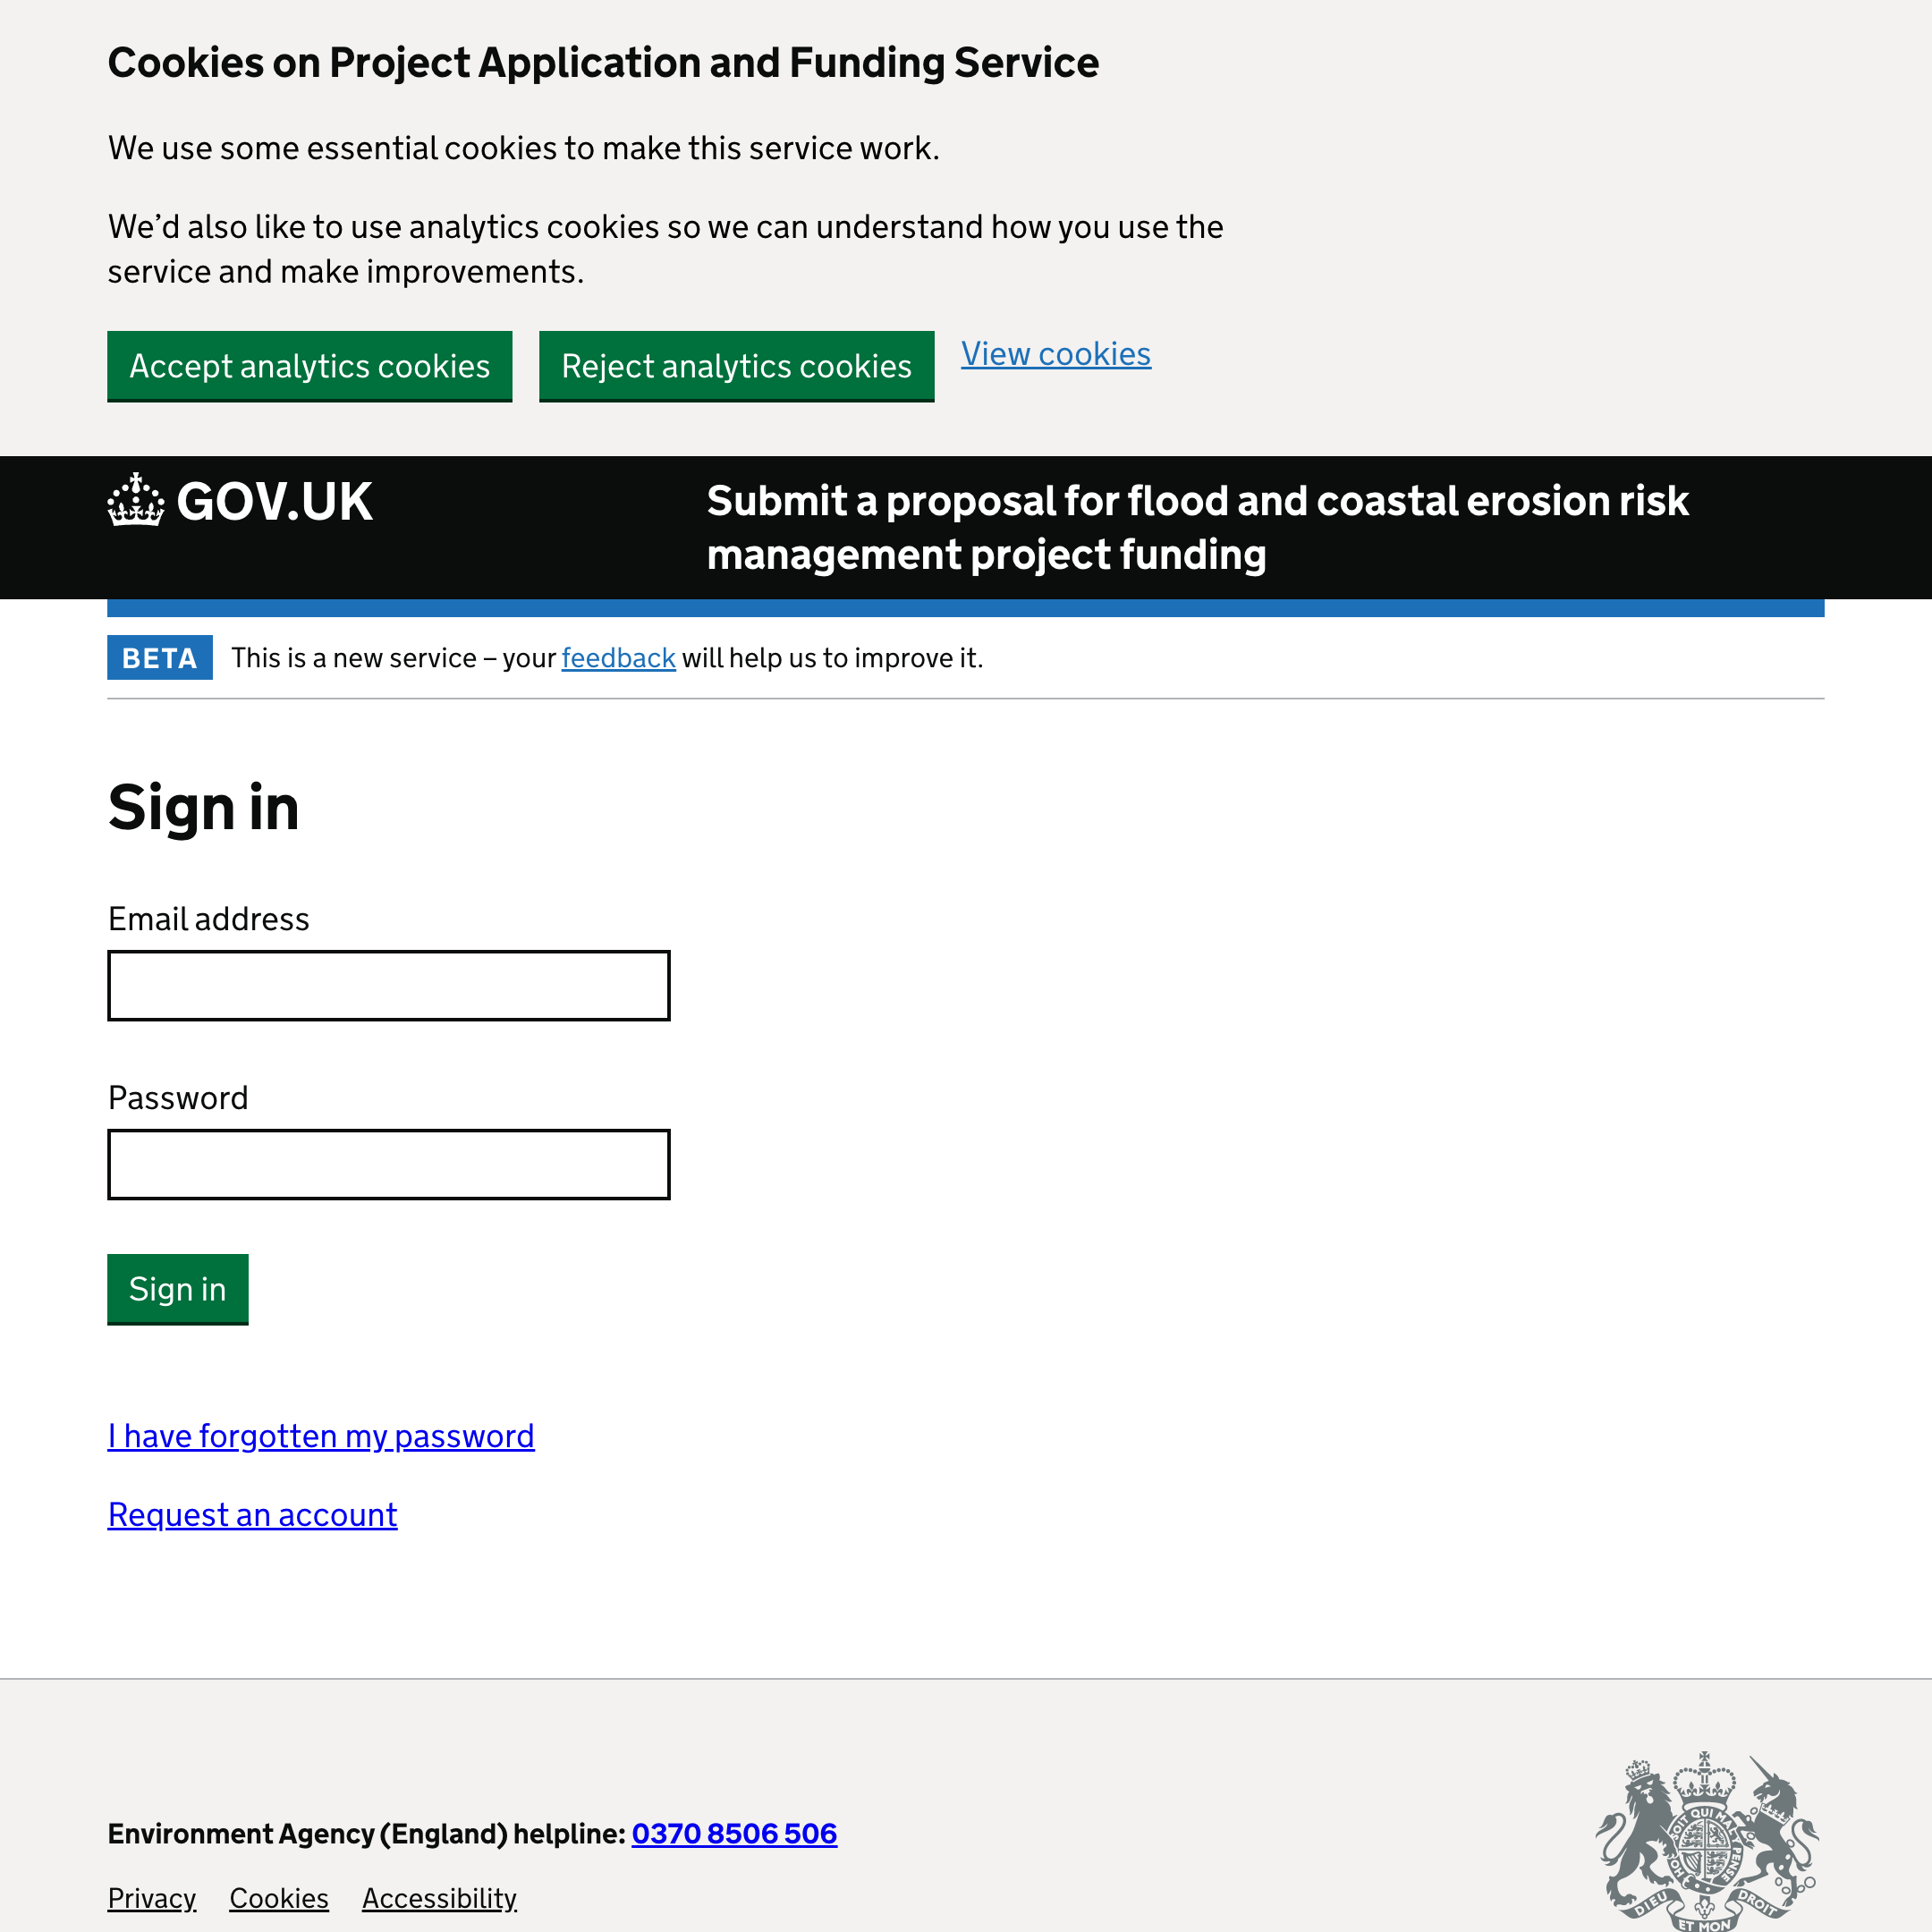 Cookies on Project Application and Funding Service
We use some essential cookies to make this service work.
We’d also like to use analytics cookies so we can understand how you use the
service and make improvements.
Accept analytics cookies
Reject analytics cookies
View cookies
GOV.UK
Submit a proposal for flood and coastal erosion risk
management project funding
BETA
This is a new service – your feedback will help us to improve it.
Sign in
Email address
Password
Sign in
I have forgotten my password
Request an account
Environment Agency (England) helpline: 0370 8506 506
Privacy
Cookies
Accessibility
DIEU
ET MON
DROIT